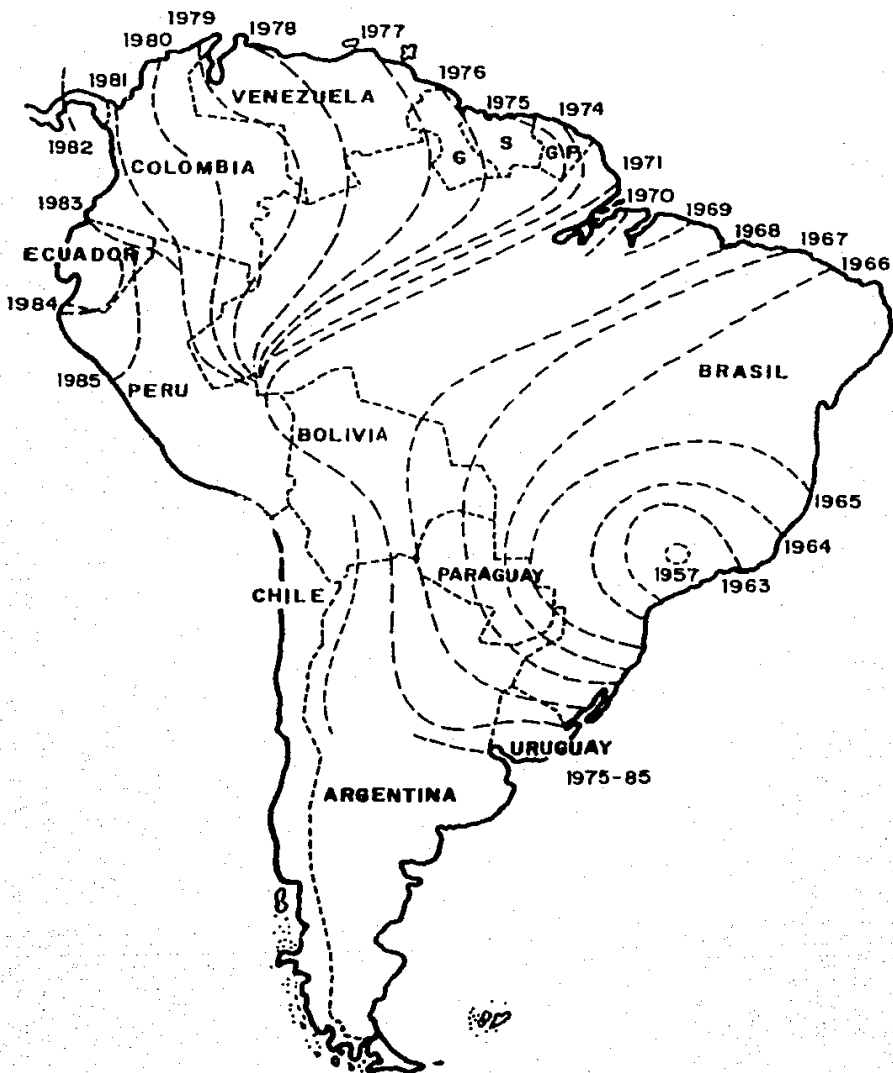 1979
1980
1978
1977
1981
1976
VENEZUELA
1975
1974
1982
G
S
GF
COLOMBIA
1971
1970
1983
1969
1968
1967
ECUADOR
1966
1984
1985
PERU
BRASIL
BOLIVIA
1965
1964
PARAGUAY
1957
1963
CHILE
URUGUAY
1975-85
ARGENTINA